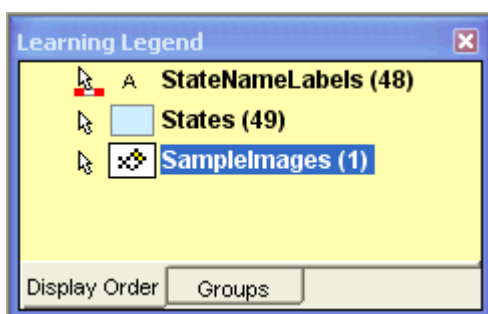 Learning Legend
A StateNameLabels (48)
States (49)
SampleImages (1)
Display Order Groups